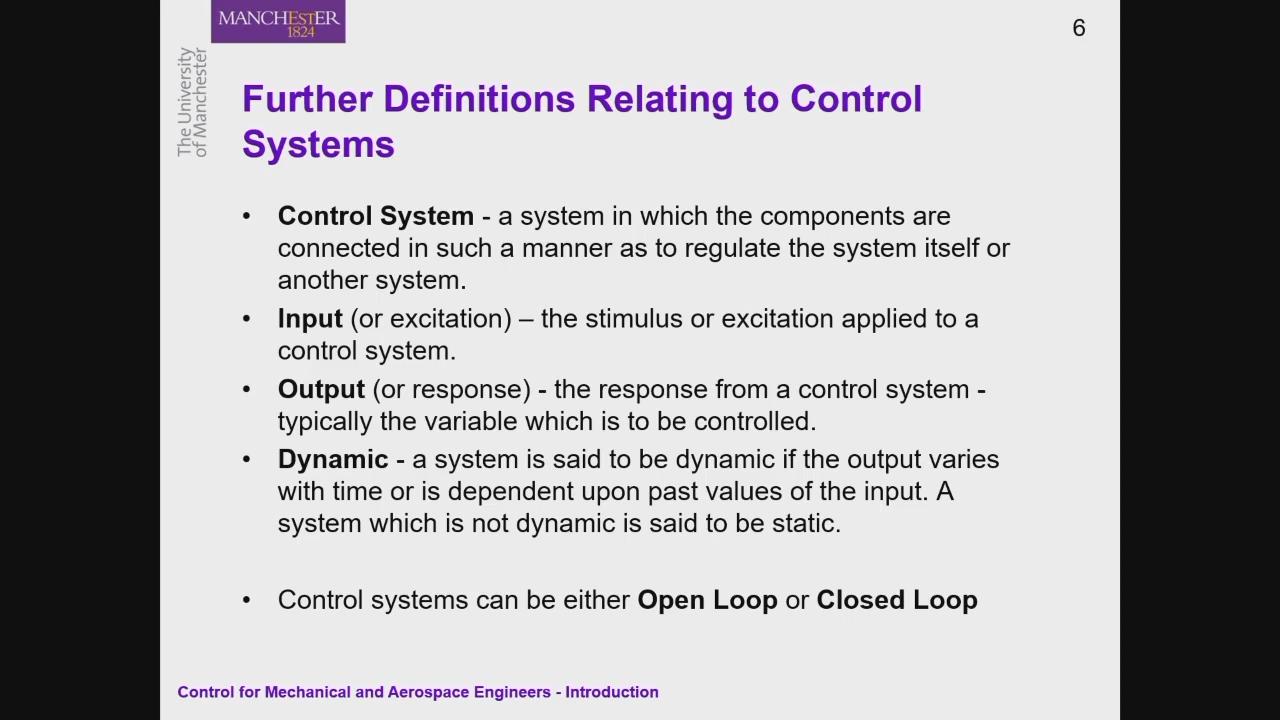 MANCHESTER
1824
The University
of Manchester
6
Further Definitions Relating to Control
Systems
• Control System - a system in which the components are
connected in such a manner as to regulate the system itself or
another system.
• Input (or excitation) – the stimulus or excitation applied to a
control system.
• Output (or response) - the response from a control system -
typically the variable which is to be controlled.
• Dynamic - a system is said to be dynamic if the output varies
with time or is dependent upon past values of the input. A
system which is not dynamic is said to be static.
• Control systems can be either Open Loop or Closed Loop
Control for Mechanical and Aerospace Engineers - Introduction